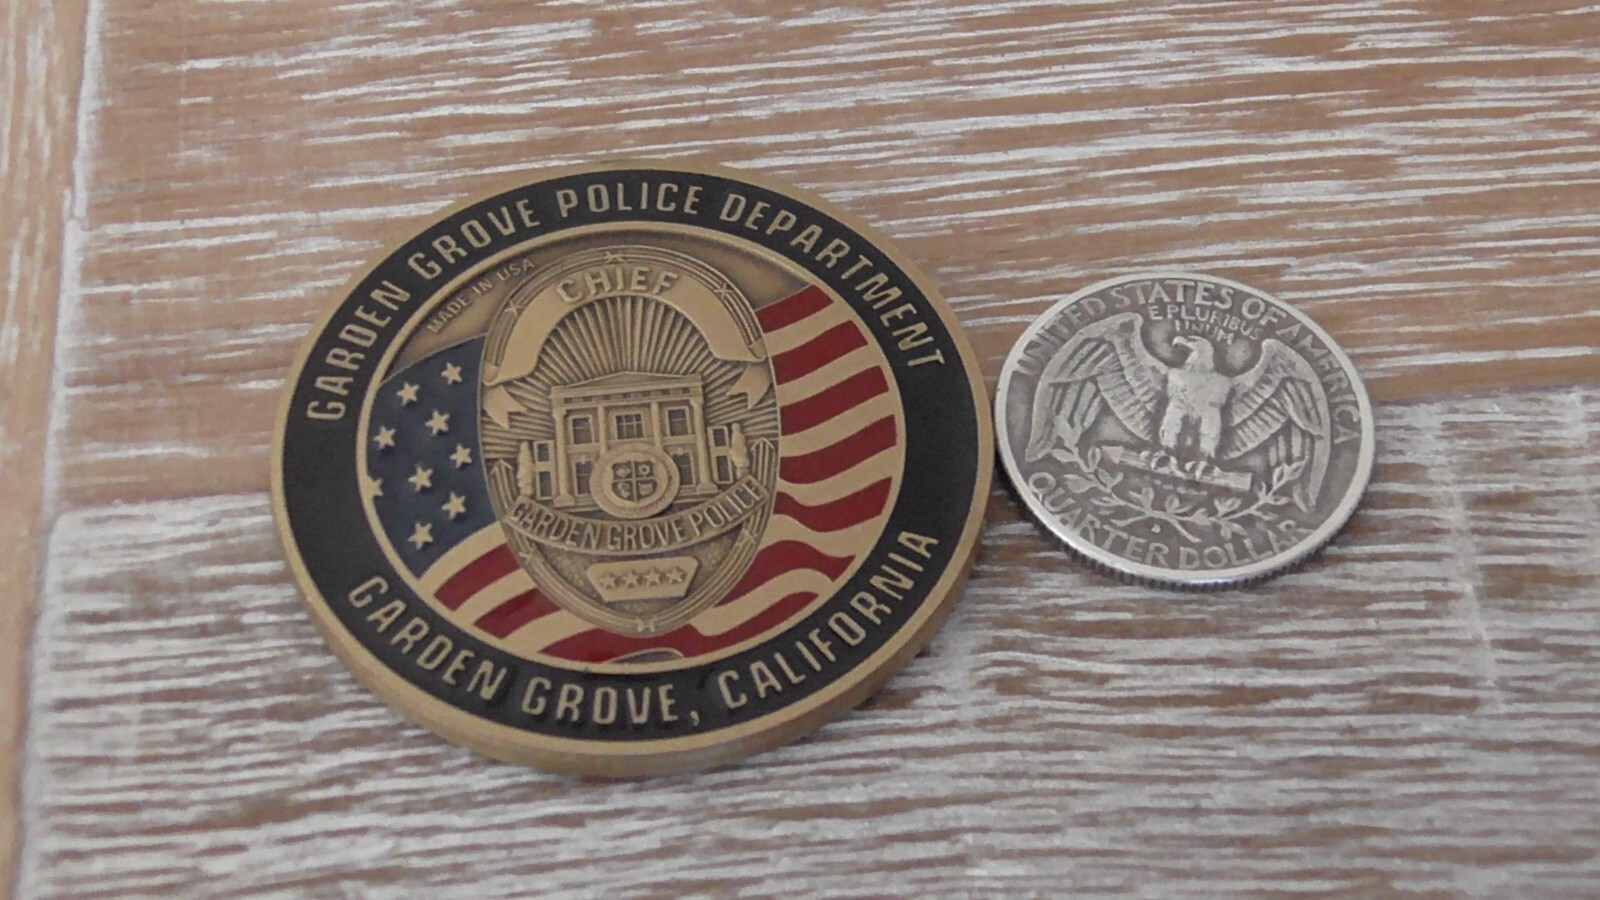 GARDEN GROVE POLICE DEPARTMENT
MADE IN USA
CHIEF
GARDEN GROVE POLICE
GARDEN GROVE, CALIFORNIA
UNITED STATES OF AMERICA
E PLURIBUS
UNUM
QUARTER DOLLAR